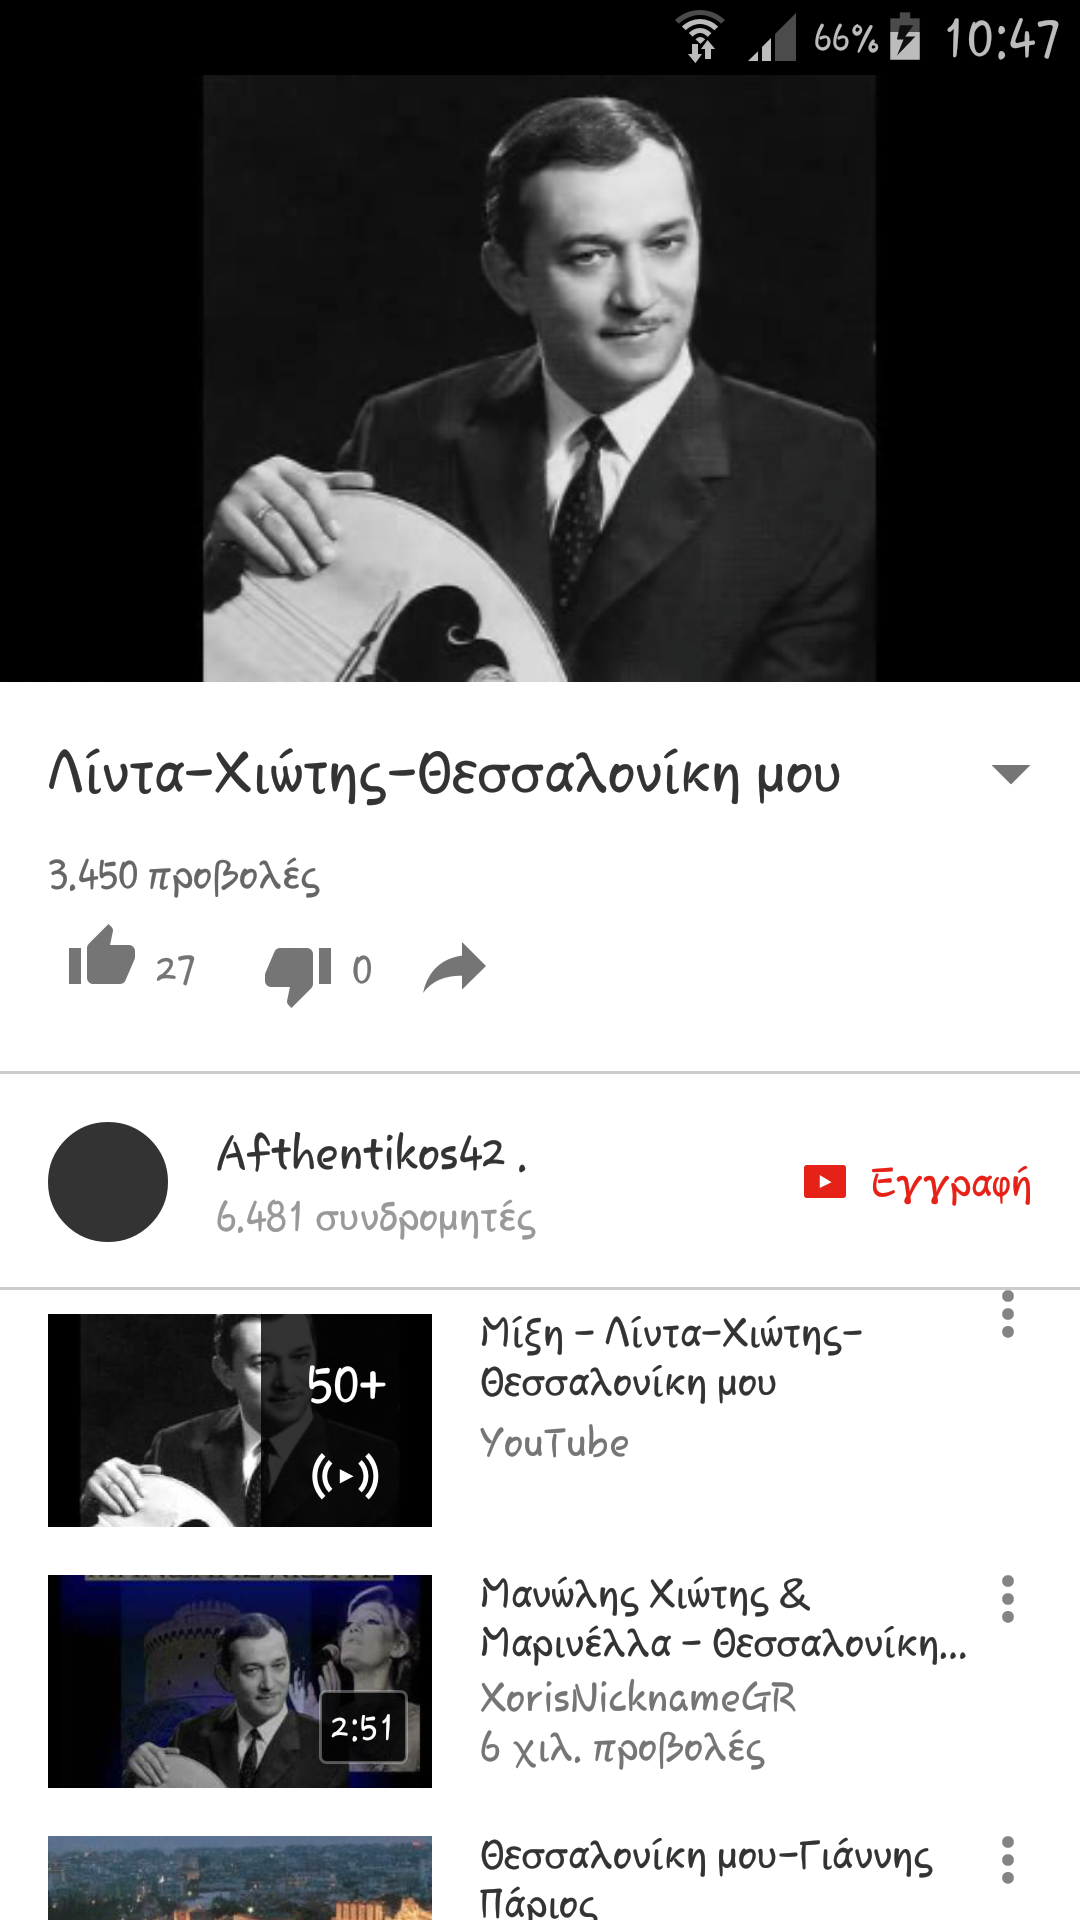 66% 10:47
Λίντα-Χιώτης-Θεσσαλονίκη μου
3.450 προβολές
27 0
Afthentikos42 .
6.481 συνδρομητές
Εγγραφή
Μίξη - Λίντα-Χιώτης-
Θεσσαλονίκη μου
YouTube
50+
Μανώλης Χιώτης &
Μαρινέλλα - Θεσσαλονίκη...
XorisNicknameGR
6 χιλ. προβολές
2:51
Θεσσαλονίκη μου-Γιάννης
Πάριος